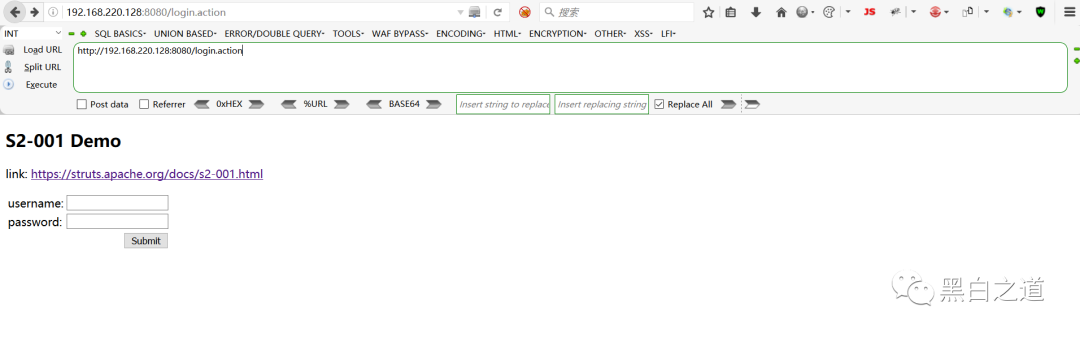 192.168.220.128:8080/login.action
搜索
INT
SQL BASICS- UNION BASED- ERROR/DOUBLE QUERY- TOOLS- WAF BYPASS- ENCODING- HTML- ENCRYPTION- OTHER- XSS- LFI-
Load URL
http://192.168.220.128:8080/login.action
Split URL
Execute
Post data Referrer 0xHEX %URL BASE64 Insert string to replace Insert replacing string Replace All
S2-001 Demo
link: https://struts.apache.org/docs/s2-001.html
username:
password:
Submit
黑白之道